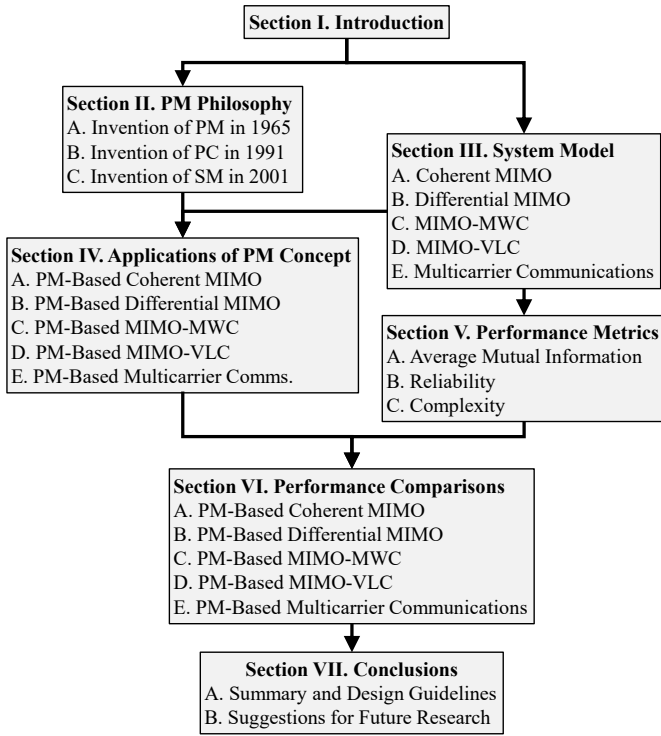 Section I. Introduction
Section II. PM Philosophy
A. Invention of PM in 1965
B. Invention of PC in 1991
C. Invention of SM in 2001
Section III. System Model
A. Coherent MIMO
B. Differential MIMO
C. MIMO-MWC
D. MIMO-VLC
E. Multicarrier Communications
Section IV. Applications of PM Concept
A. PM-Based Coherent MIMO
B. PM-Based Differential MIMO
C. PM-Based MIMO-MWC
D. PM-Based MIMO-VLC
E. PM-Based Multicarrier Comms.
Section V. Performance Metrics
A. Average Mutual Information
B. Reliability
C. Complexity
Section VI. Performance Comparisons
A. PM-Based Coherent MIMO
B. PM-Based Differential MIMO
C. PM-Based MIMO-MWC
D. PM-Based MIMO-VLC
E. PM-Based Multicarrier Communications
Section VII. Conclusions
A. Summary and Design Guidelines
B. Suggestions for Future Research